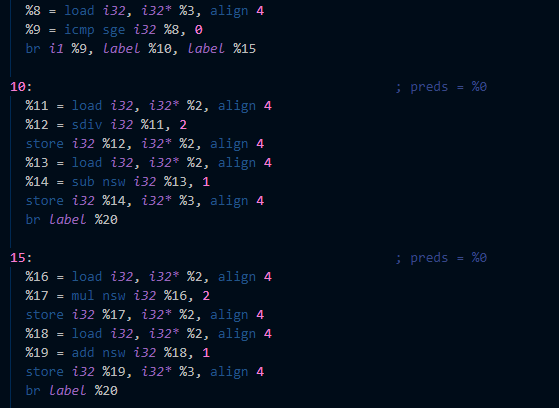 %8 = load i32, i32* %3, align 4
%9 = icmp sge i32 %8, 0
br i1 %9, label %10, label %15
10: ; preds = %0
%11 = load i32, i32* %2, align 4
%12 = sdiv i32 %11, 2
store i32 %12, i32* %2, align 4
%13 = load i32, i32* %2, align 4
%14 = sub nsw i32 %13, 1
store i32 %14, i32* %3, align 4
br label %20
15: ; preds = %0
%16 = load i32, i32* %2, align 4
%17 = mul nsw i32 %16, 2
store i32 %17, i32* %2, align 4
%18 = load i32, i32* %2, align 4
%19 = add nsw i32 %18, 1
store i32 %19, i32* %3, align 4
br label %20